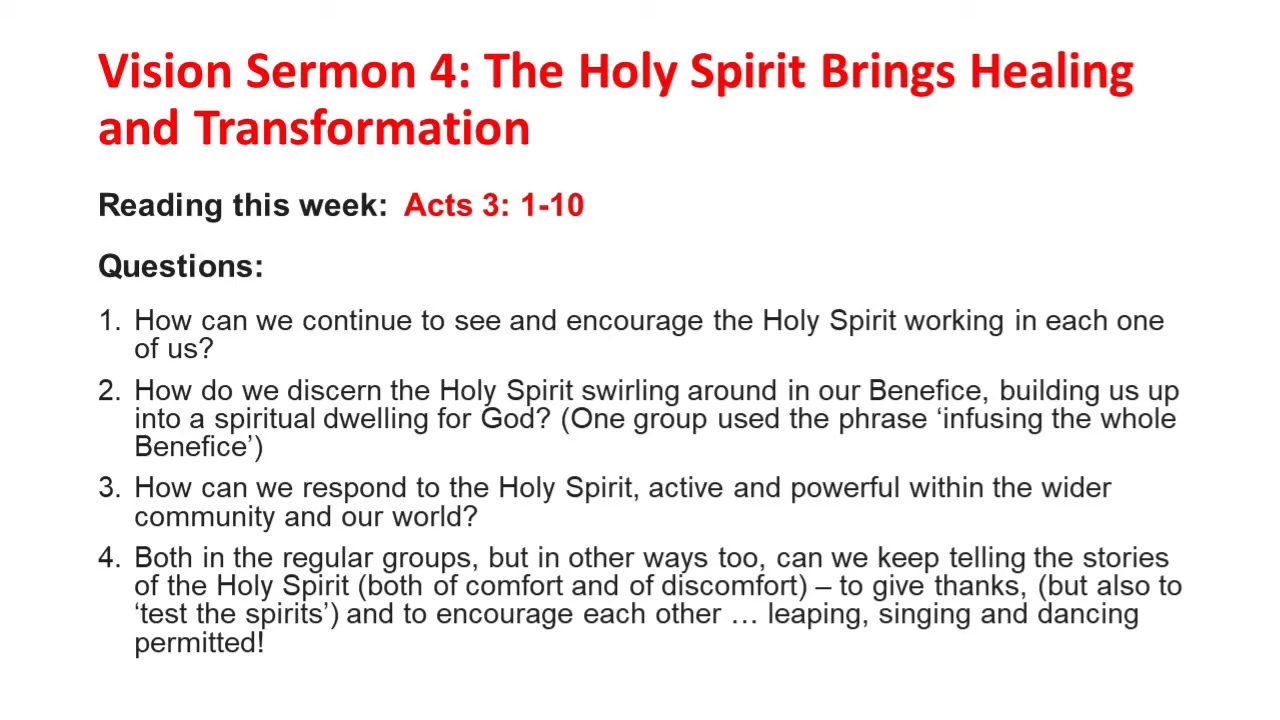 Vision Sermon 4: The Holy Spirit Brings Healing
and Transformation
Reading this week: Acts 3: 1-10
Questions:
1. How can we continue to see and encourage the Holy Spirit working in each one
of us?
2. How do we discern the Holy Spirit swirling around in our Benefice, building us up
into a spiritual dwelling for God? (One group used the phrase ‘infusing the whole
Benefice’)
3. How can we respond to the Holy Spirit, active and powerful within the wider
community and our world?
4. Both in the regular groups, but in other ways too, can we keep telling the stories
of the Holy Spirit (both of comfort and of discomfort) – to give thanks, (but also to
‘test the spirits’) and to encourage each other … leaping, singing and dancing
permitted!